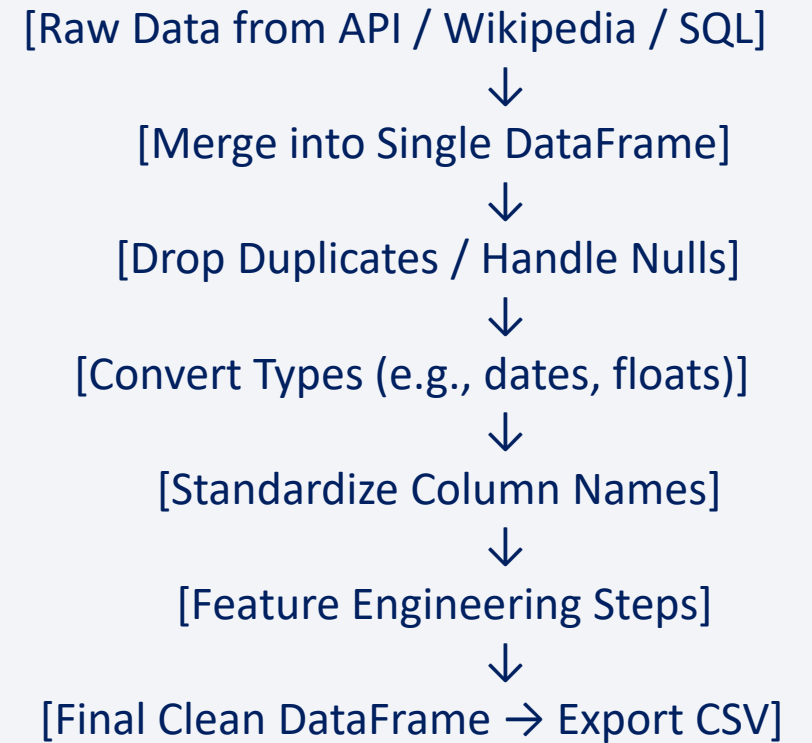 [Raw Data from API / Wikipedia / SQL]
↓
[Merge into Single DataFrame]
↓
[Drop Duplicates / Handle Nulls]
↓
[Convert Types (e.g., dates, floats)]
↓
[Standardize Column Names]
↓
[Feature Engineering Steps]
↓
[Final Clean DataFrame → Export CSV]